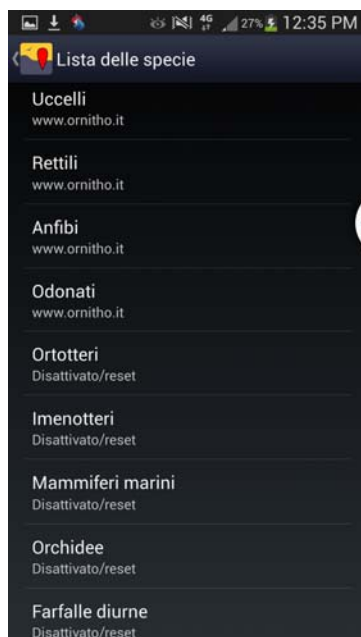 4G 27% 12:35 PM
Lista delle specie
Uccelli
www.ornitho.it
Rettili
www.ornitho.it
Anfibi
www.ornitho.it
Odonati
www.ornitho.it
Ortotteri
Disattivato/reset
Imenotteri
Disattivato/reset
Mammiferi marini
Disattivato/reset
Orchidee
Disattivato/reset
Farfalle diurne
Disattivato/reset